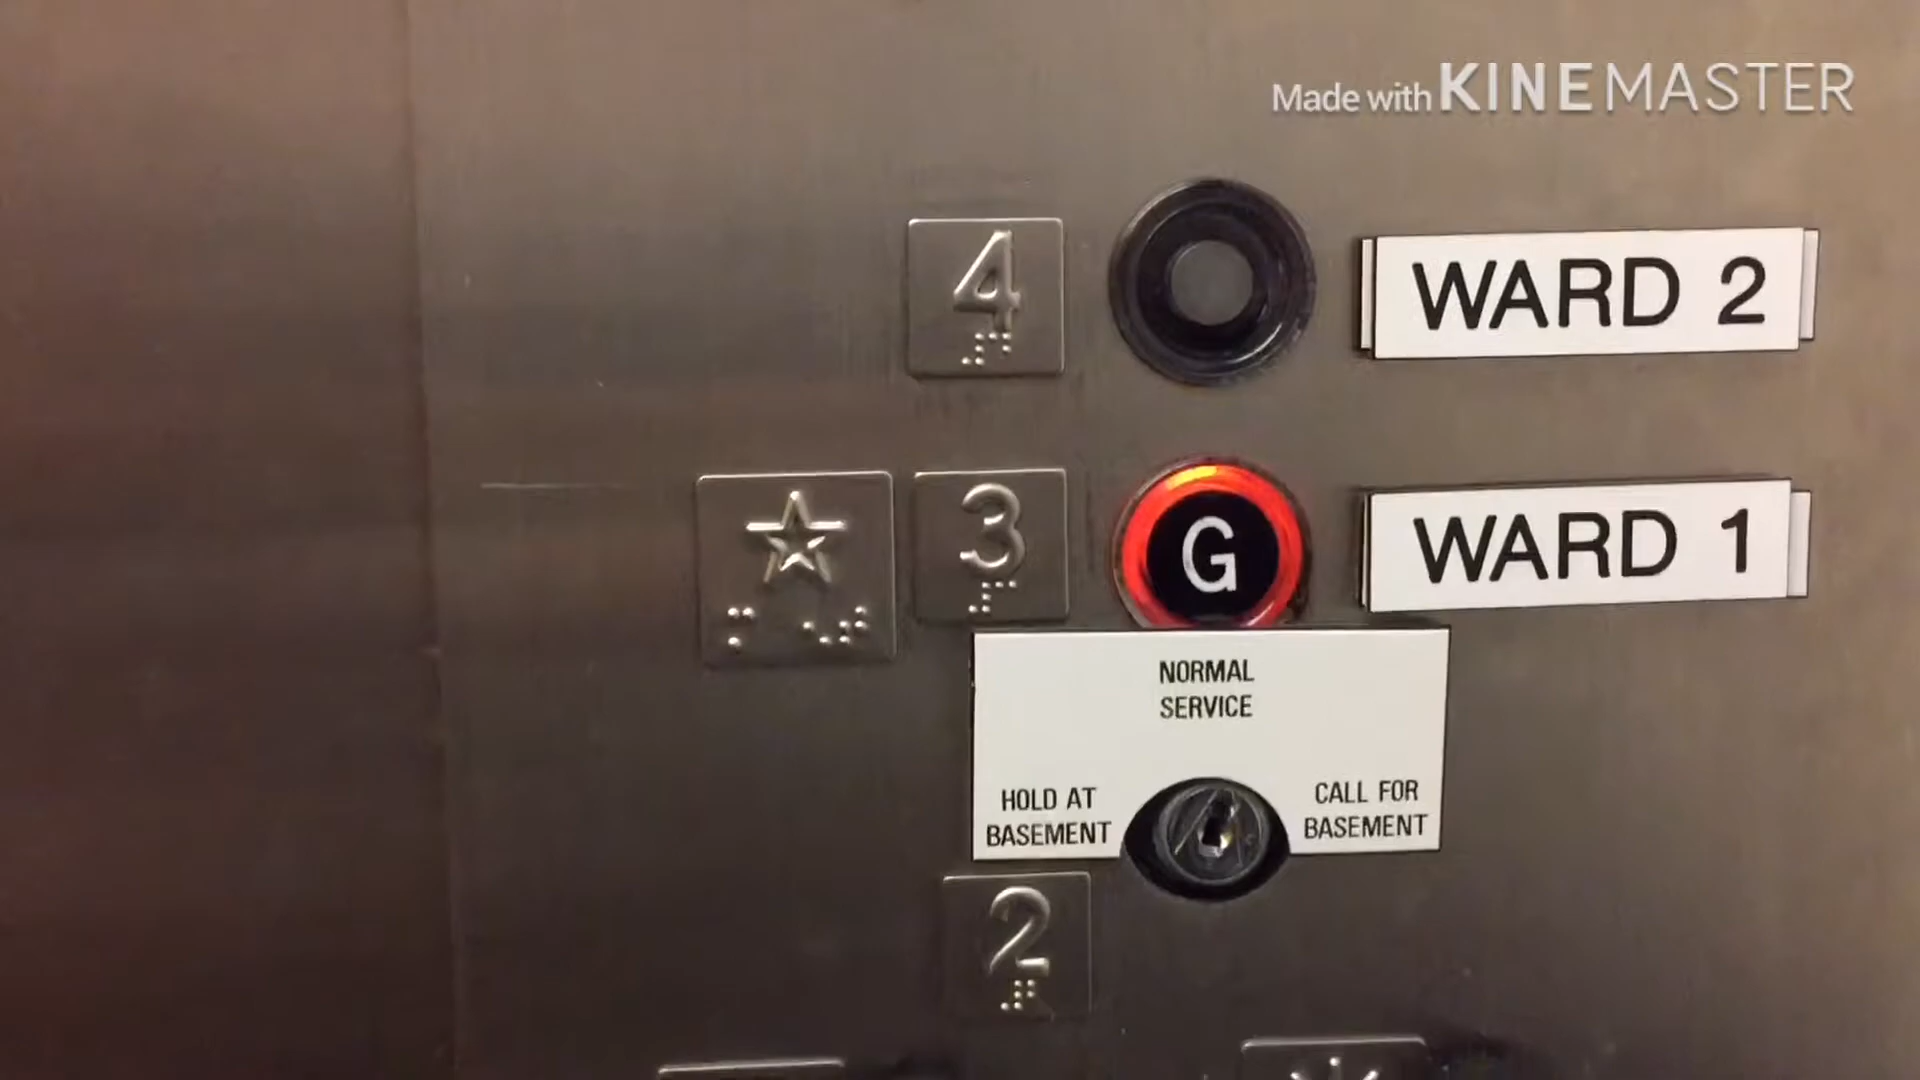 Made with KINEMASTER
4
WARD 2
3
G
WARD 1
NORMAL
SERVICE
HOLD AT
BASEMENT
CALL FOR
BASEMENT
2